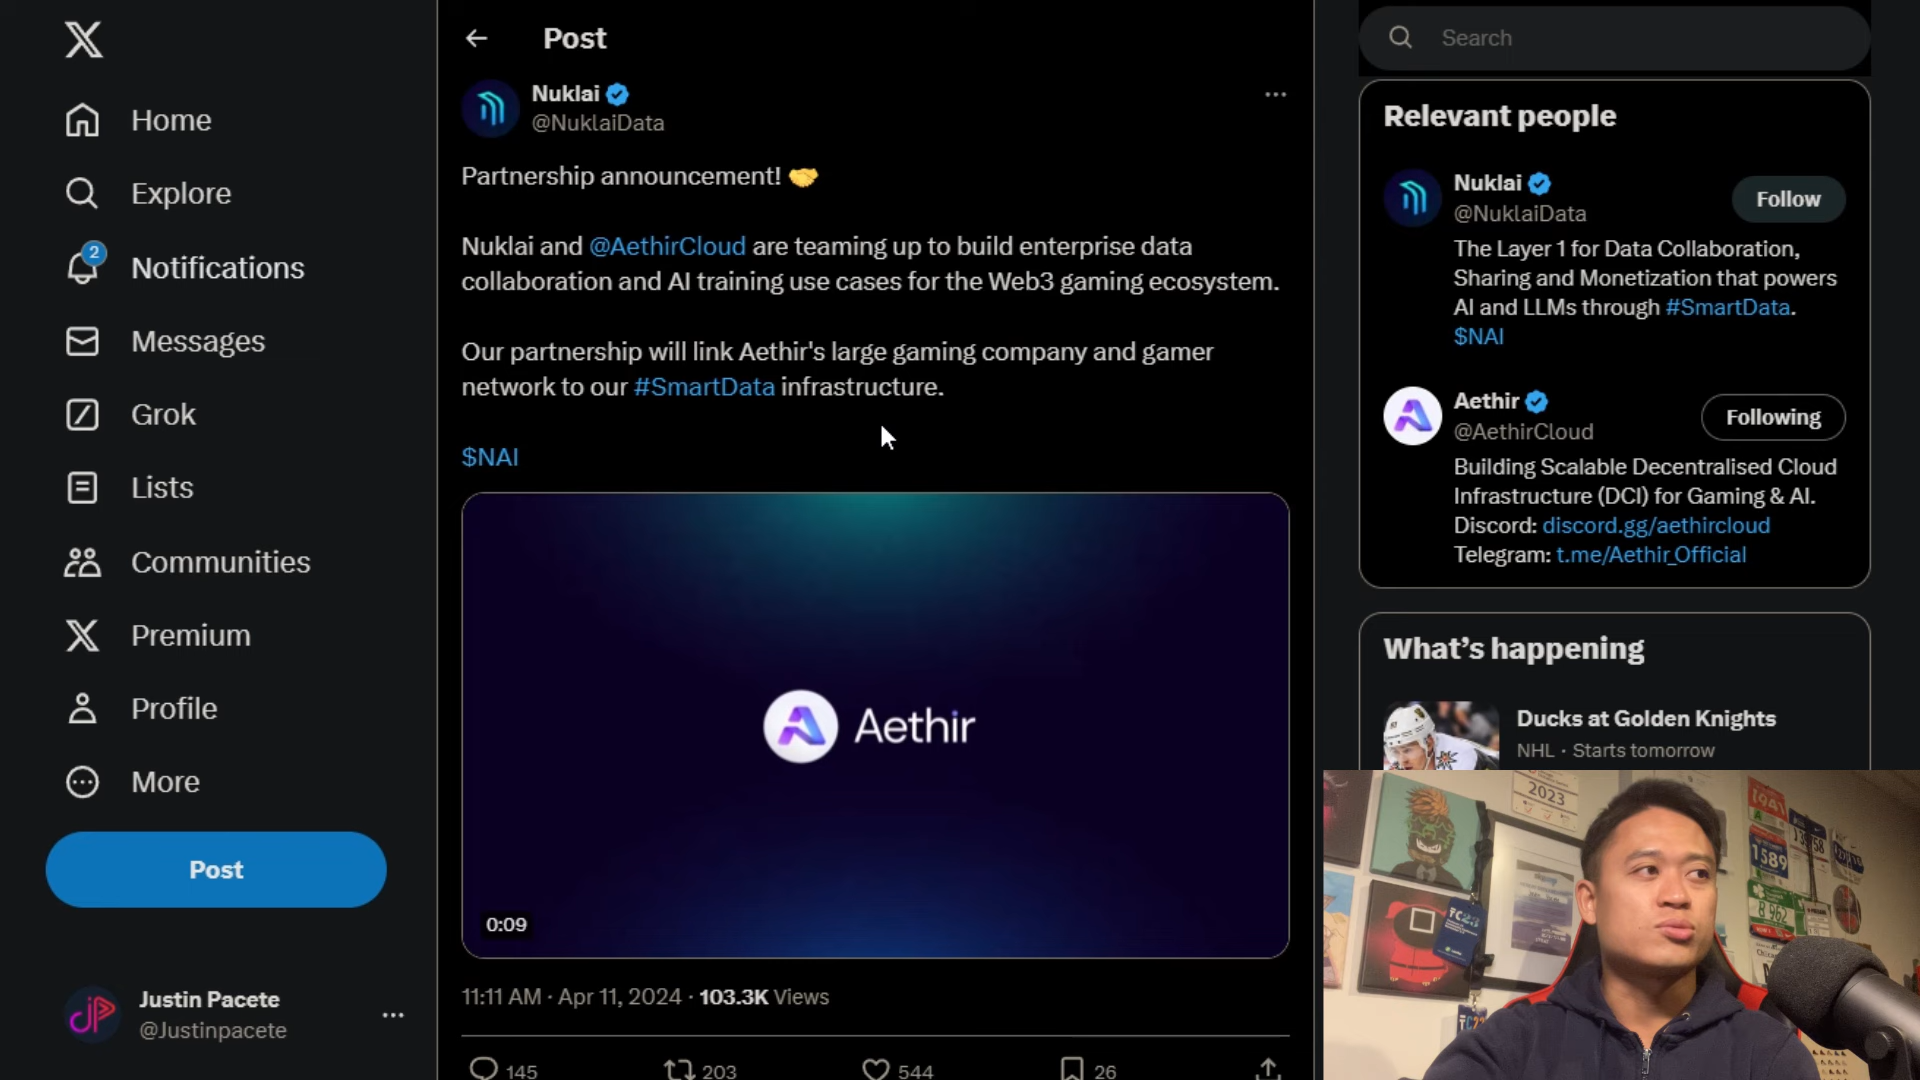 Home
Explore
2
Notifications
Messages
Grok
Lists
Communities
Premium
Profile
More
Post
Justin Pacete
@Justinpacete
Post
Nuklai
@NuklaiData
Partnership announcement! 🤝
Nuklai and @AethirCloud are teaming up to build enterprise data
collaboration and AI training use cases for the Web3 gaming ecosystem.
Our partnership will link Aethir's large gaming company and gamer
network to our #SmartData infrastructure.
$NAI
Aethir
0:09
11:11 AM · Apr 11, 2024 · 103.3K Views
145
203
544
26
Search
Relevant people
Nuklai
@NuklaiData
Follow
The Layer 1 for Data Collaboration,
Sharing and Monetization that powers
AI and LLMs through #SmartData.
$NAI
Aethir
@AethirCloud
Following
Building Scalable Decentralised Cloud
Infrastructure (DCI) for Gaming & AI.
Discord: discord.gg/aethircloud
Telegram: t.me/Aethir_Official
What's happening
Ducks at Golden Knights
NHL · Starts tomorrow
2023
1941
1589
8962